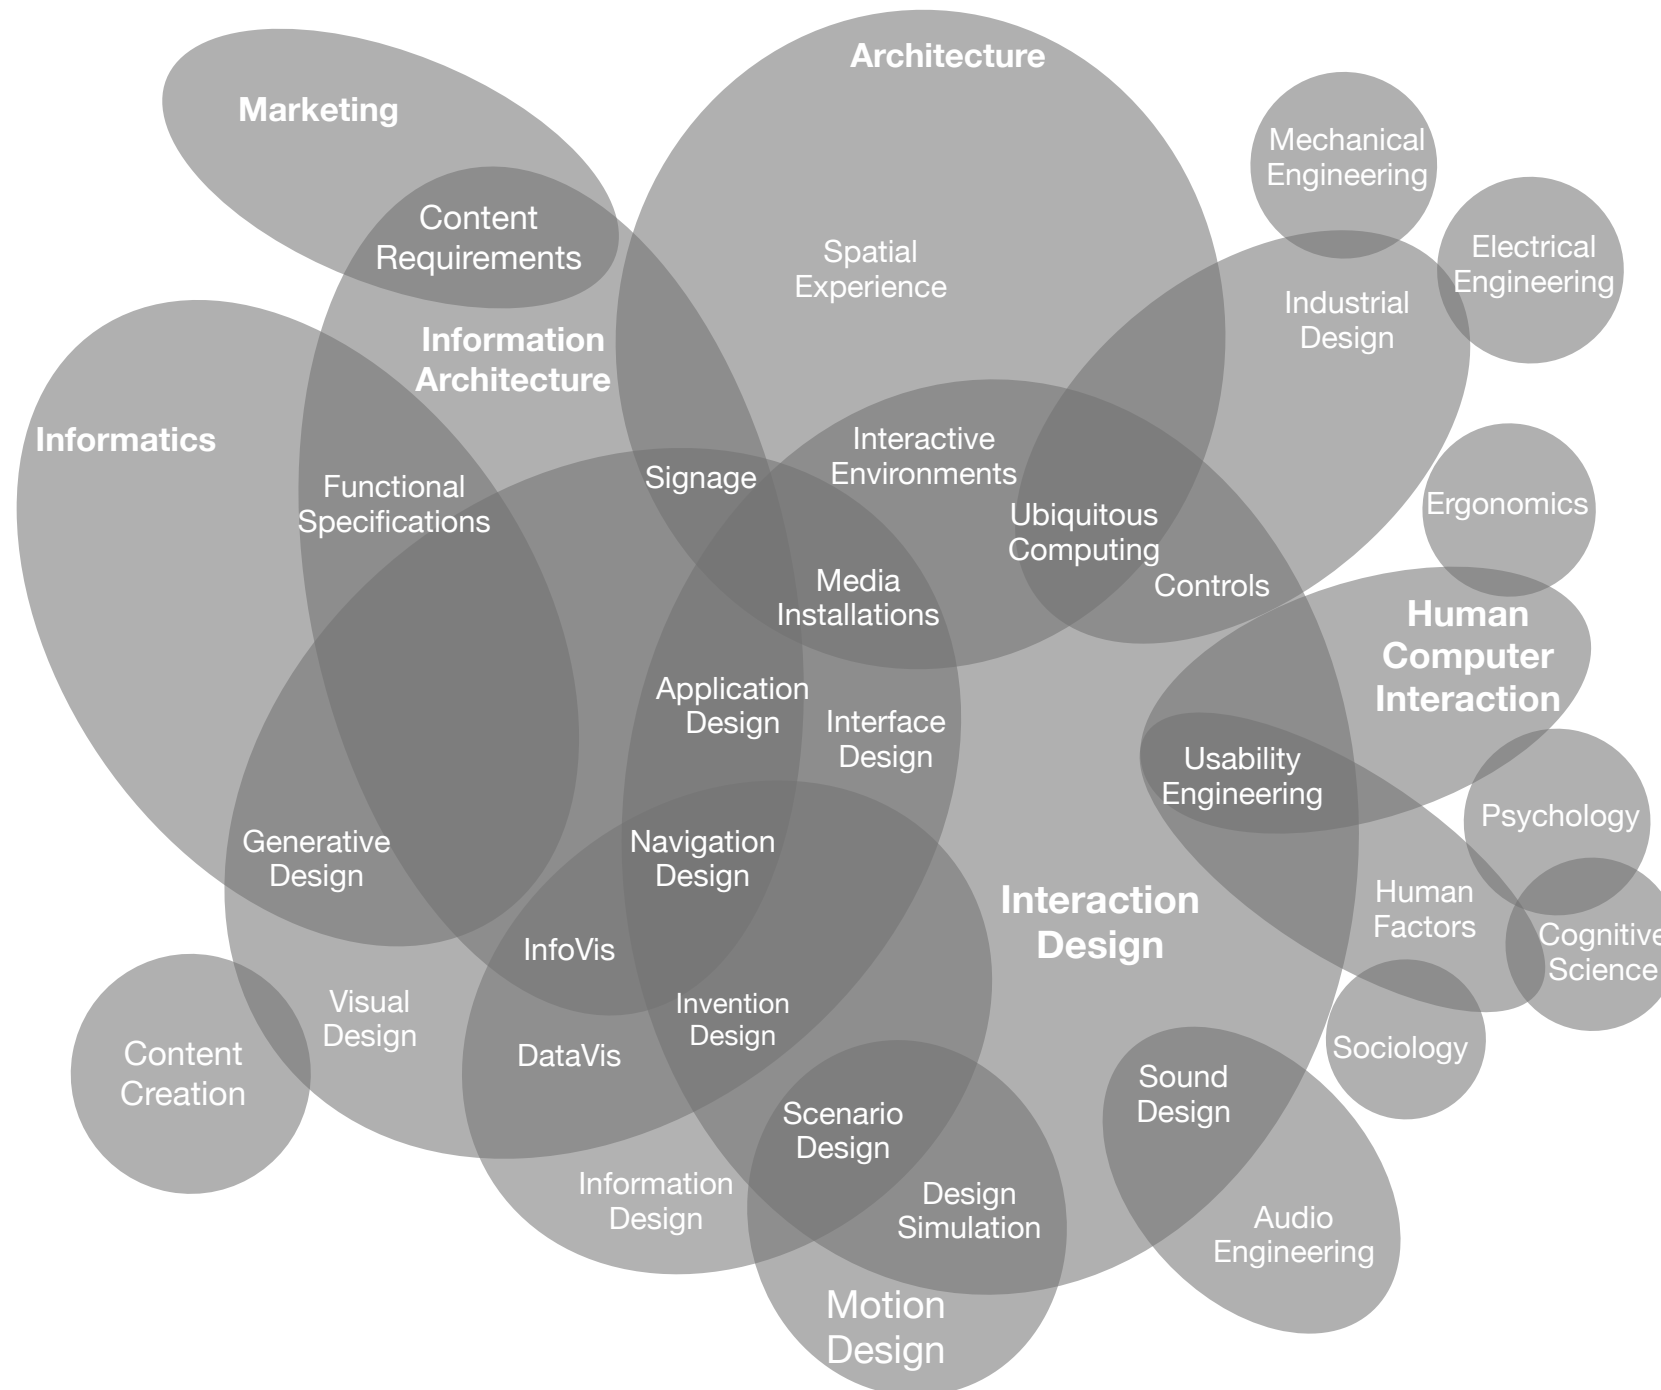 Architecture
Marketing
Mechanical
Engineering
Content
Requirements
Spatial
Experience
Electrical
Engineering
Industrial
Design
Information
Architecture
Informatics
Interactive
Environments
Signage
Functional
Specifications
Ergonomics
Ubiquitous
Computing
Media
Installations
Controls
Human
Computer
Interaction
Application
Design
Interface
Design
Usability
Engineering
Psychology
Generative
Design
Navigation
Design
Interaction
Design
Human
Factors
Cognitive
Science
InfoVis
Visual
Design
Invention
Design
DataVis
Sociology
Content
Creation
Sound
Design
Scenario
Design
Information
Design
Design
Simulation
Audio
Engineering
Motion
Design